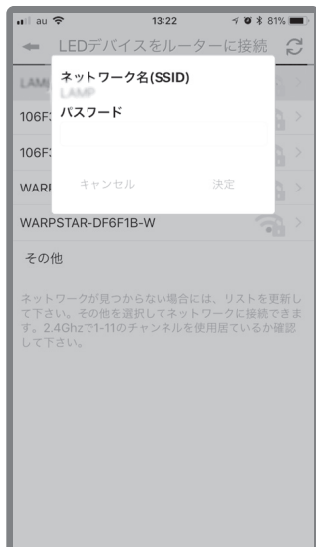 au 13:22 81%
LEDデバイスをルーターに接続
ネットワーク名(SSID)
LAMP
パスワード
106F
106F
キャンセル 決定
WARP
WARPSTAR-DF6F1B-W
その他
ネットワークが見つからない場合には、リストを更新し
て下さい。その他を選択してネットワークに接続できま
す。2.4Ghzで1-11のチャンネルを使用居ているか確認
して下さい。